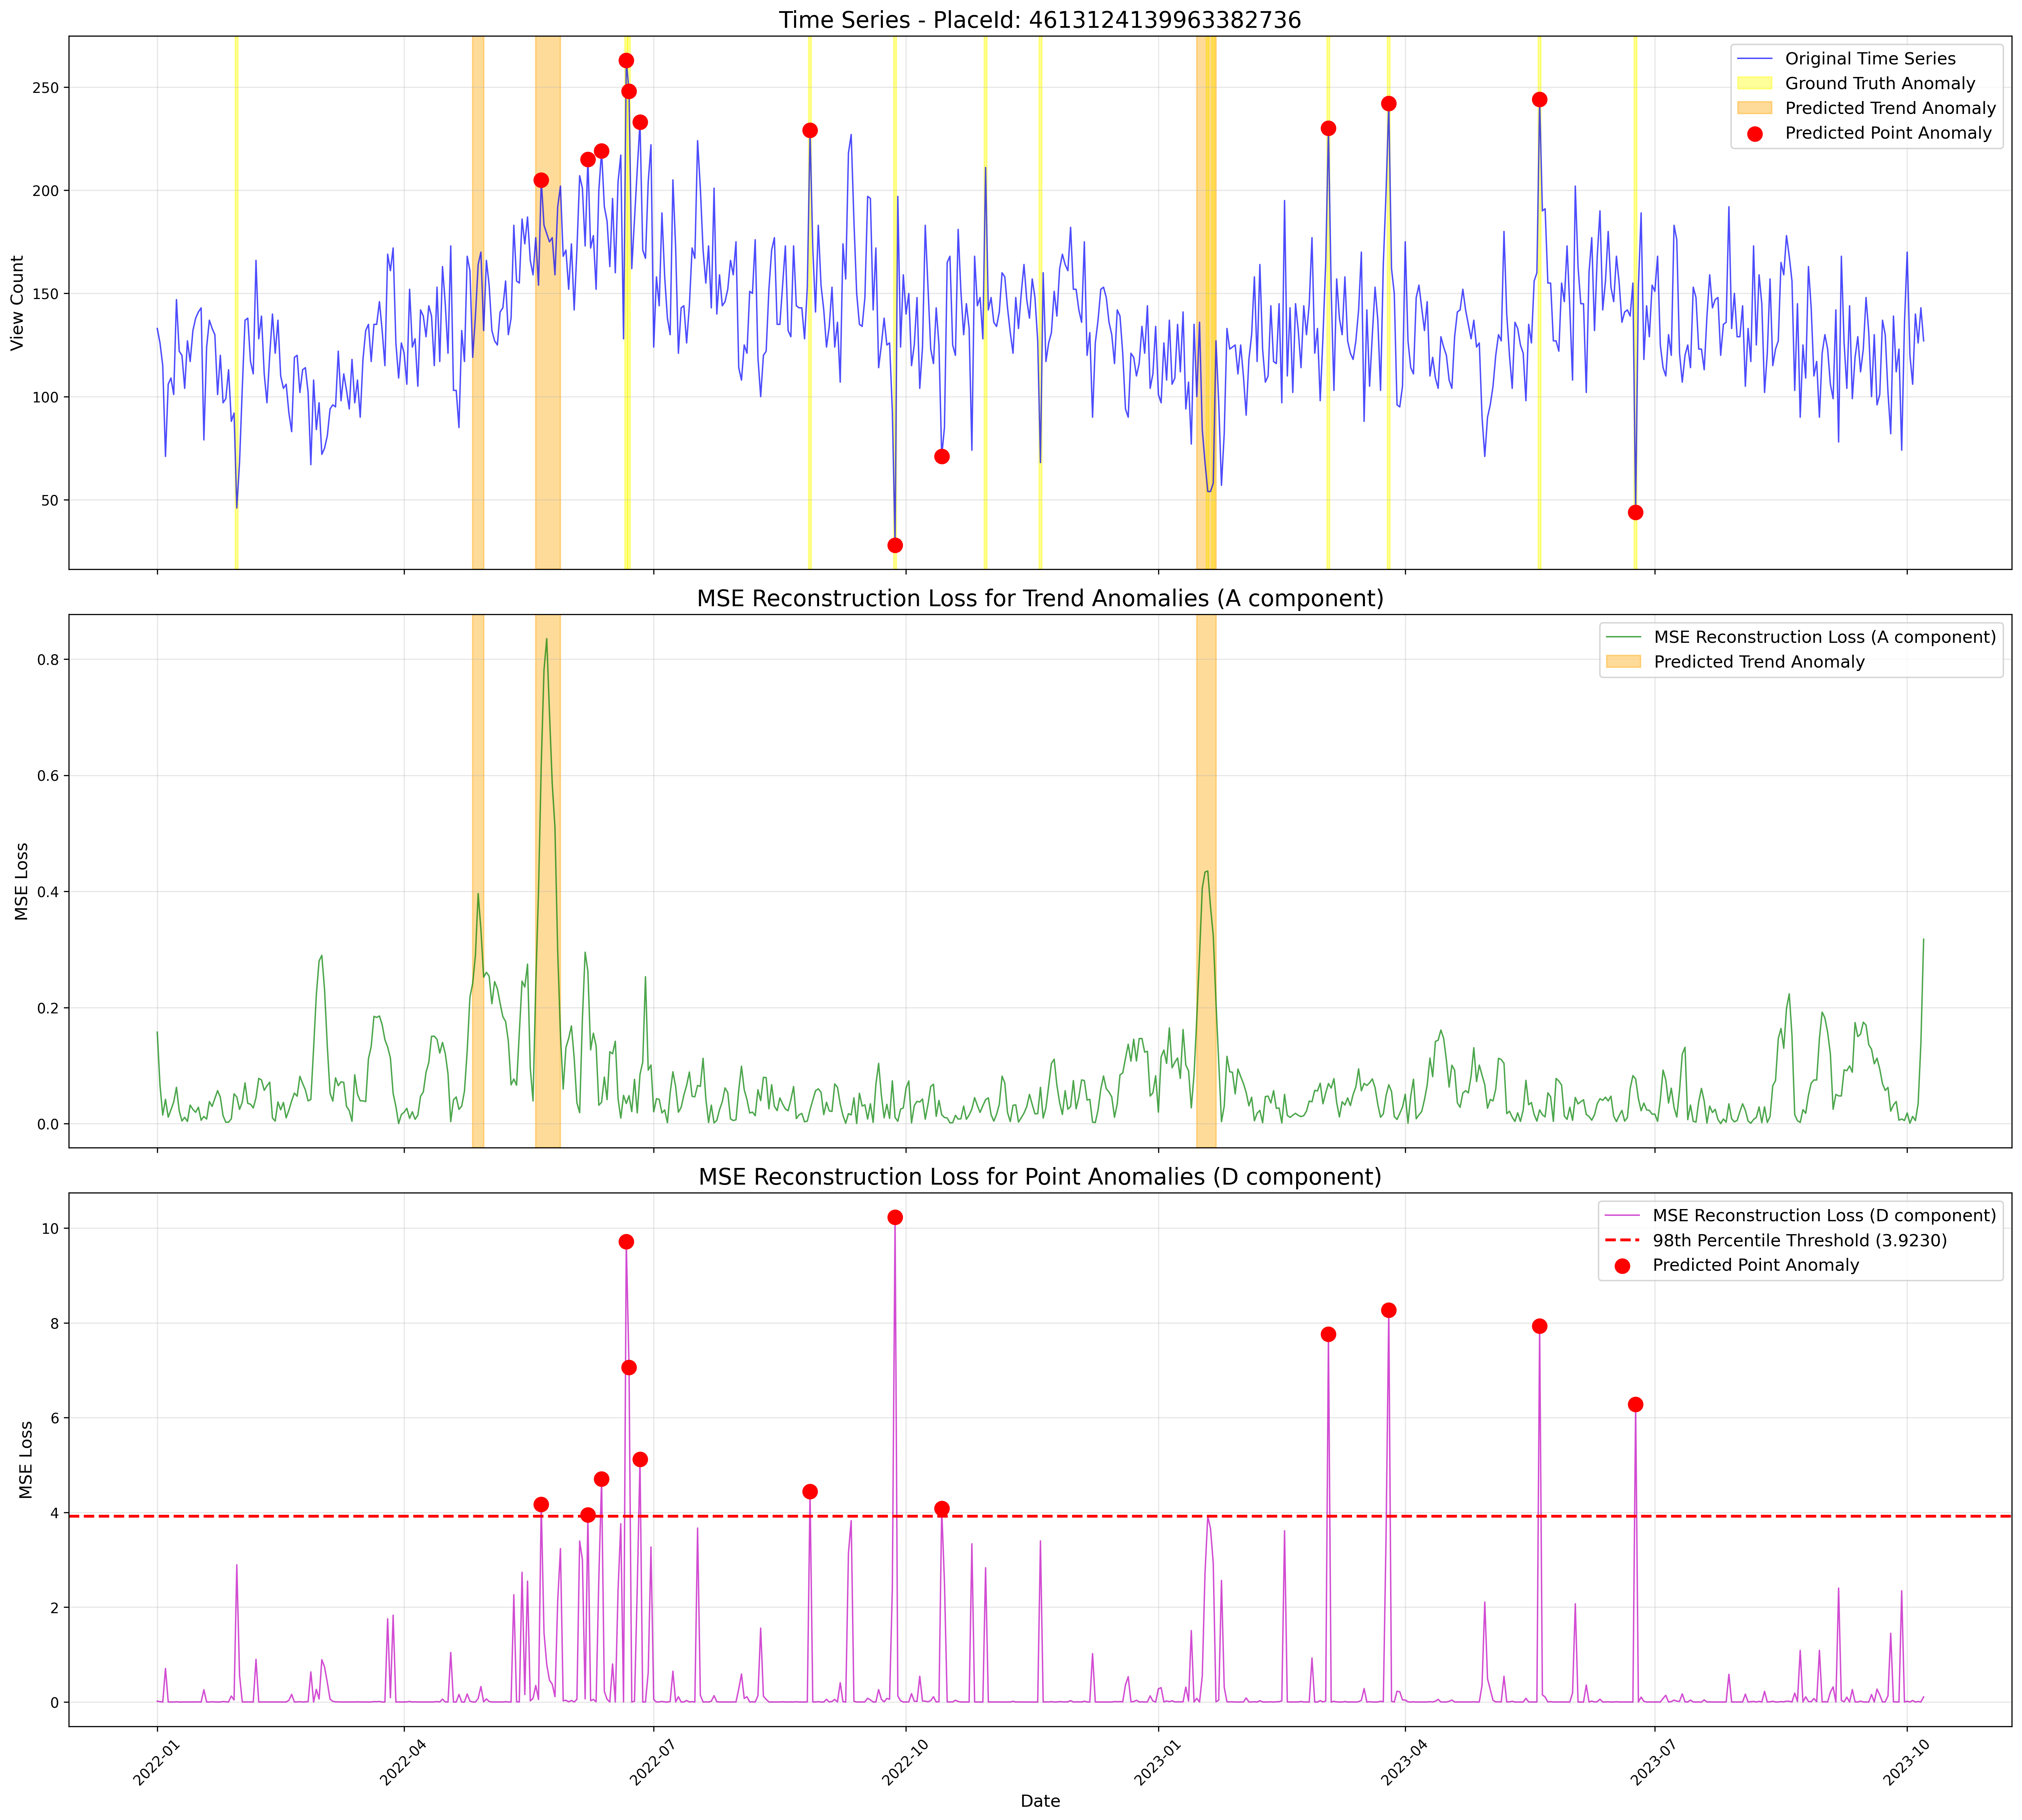 Time Series - PlaceId: 4613124139963382736
Original Time Series
Ground Truth Anomaly
Predicted Trend Anomaly
Predicted Point Anomaly
View Count
250
200
150
100
50
MSE Reconstruction Loss for Trend Anomalies (A component)
MSE Reconstruction Loss (A component)
Predicted Trend Anomaly
MSE Loss
0.8
0.6
0.4
0.2
0.0
MSE Reconstruction Loss for Point Anomalies (D component)
MSE Reconstruction Loss (D component)
98th Percentile Threshold (3.9230)
Predicted Point Anomaly
MSE Loss
10
8
6
4
2
0
2022-01
2022-04
2022-07
2022-10
2023-01
2023-04
2023-07
2023-10
Date